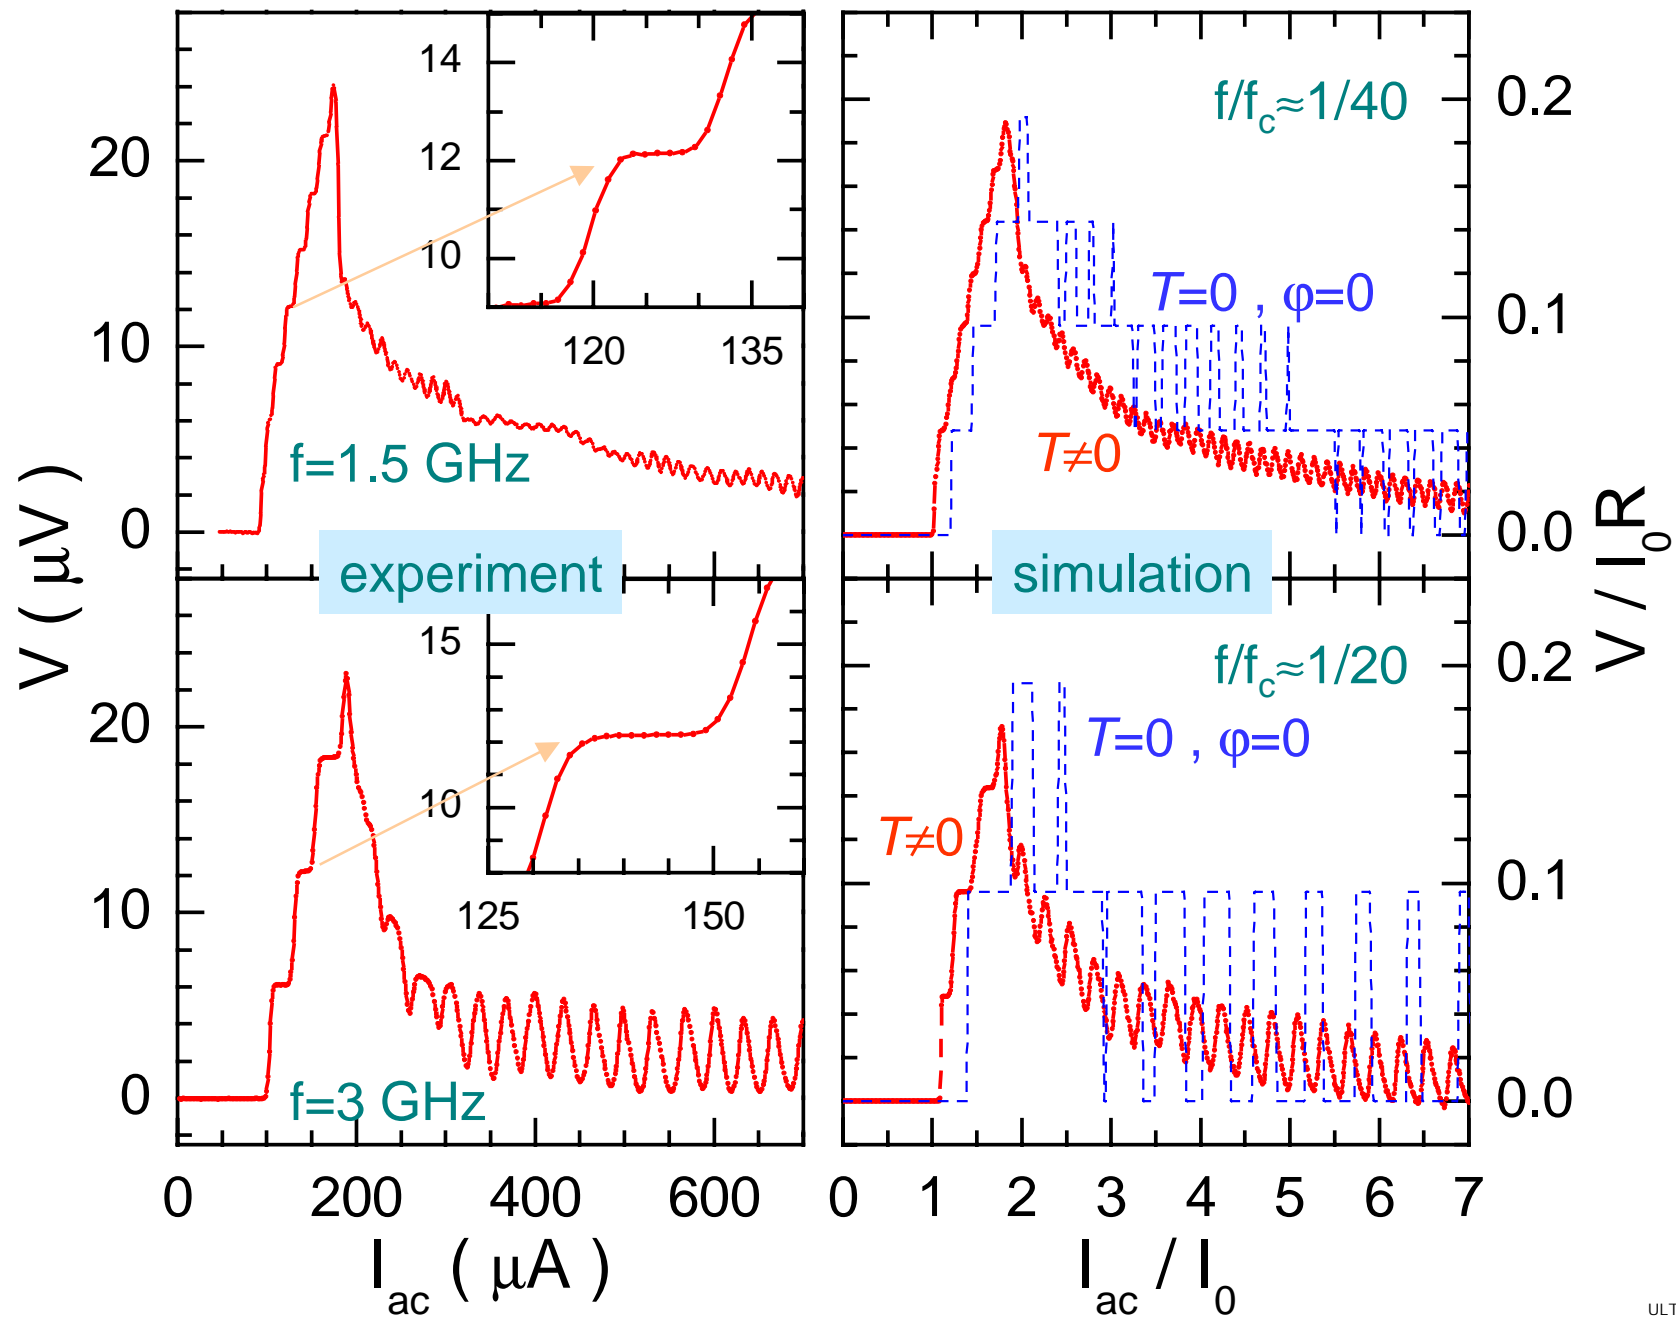 V ( μV )
20
10
0
14
12
10
120
135
f=1.5 GHz
experiment
20
10
0
15
10
125
150
f=3 GHz
0
200
400
600
I_ac ( μA )
f/f_c≈1/40
T=0 , φ=0
T≠0
simulation
0.2
0.1
0.0
f/f_c≈1/20
T=0 , φ=0
T≠0
0.2
0.1
0.0
0
1
2
3
4
5
6
7
I_ac / I_0
V / I_0R
ULT